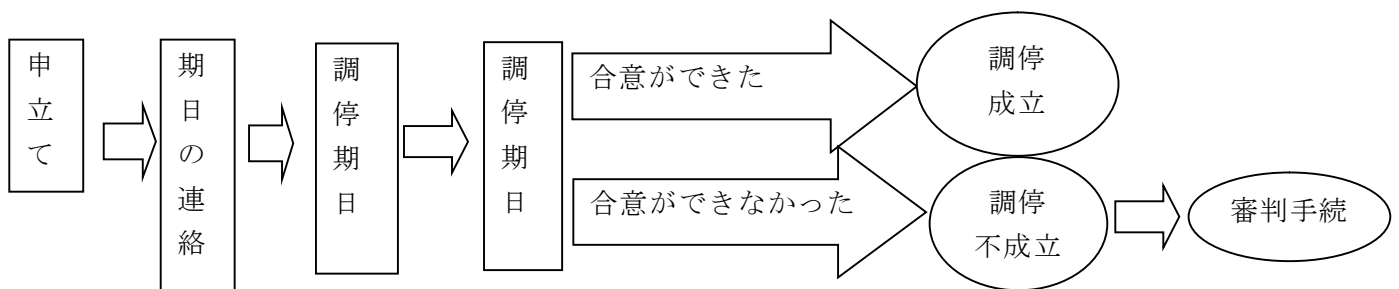 申立て
期日の連絡
調停期日
調停期日
合意ができた
調停
成立
合意ができなかった
調停
不成立
審判手続